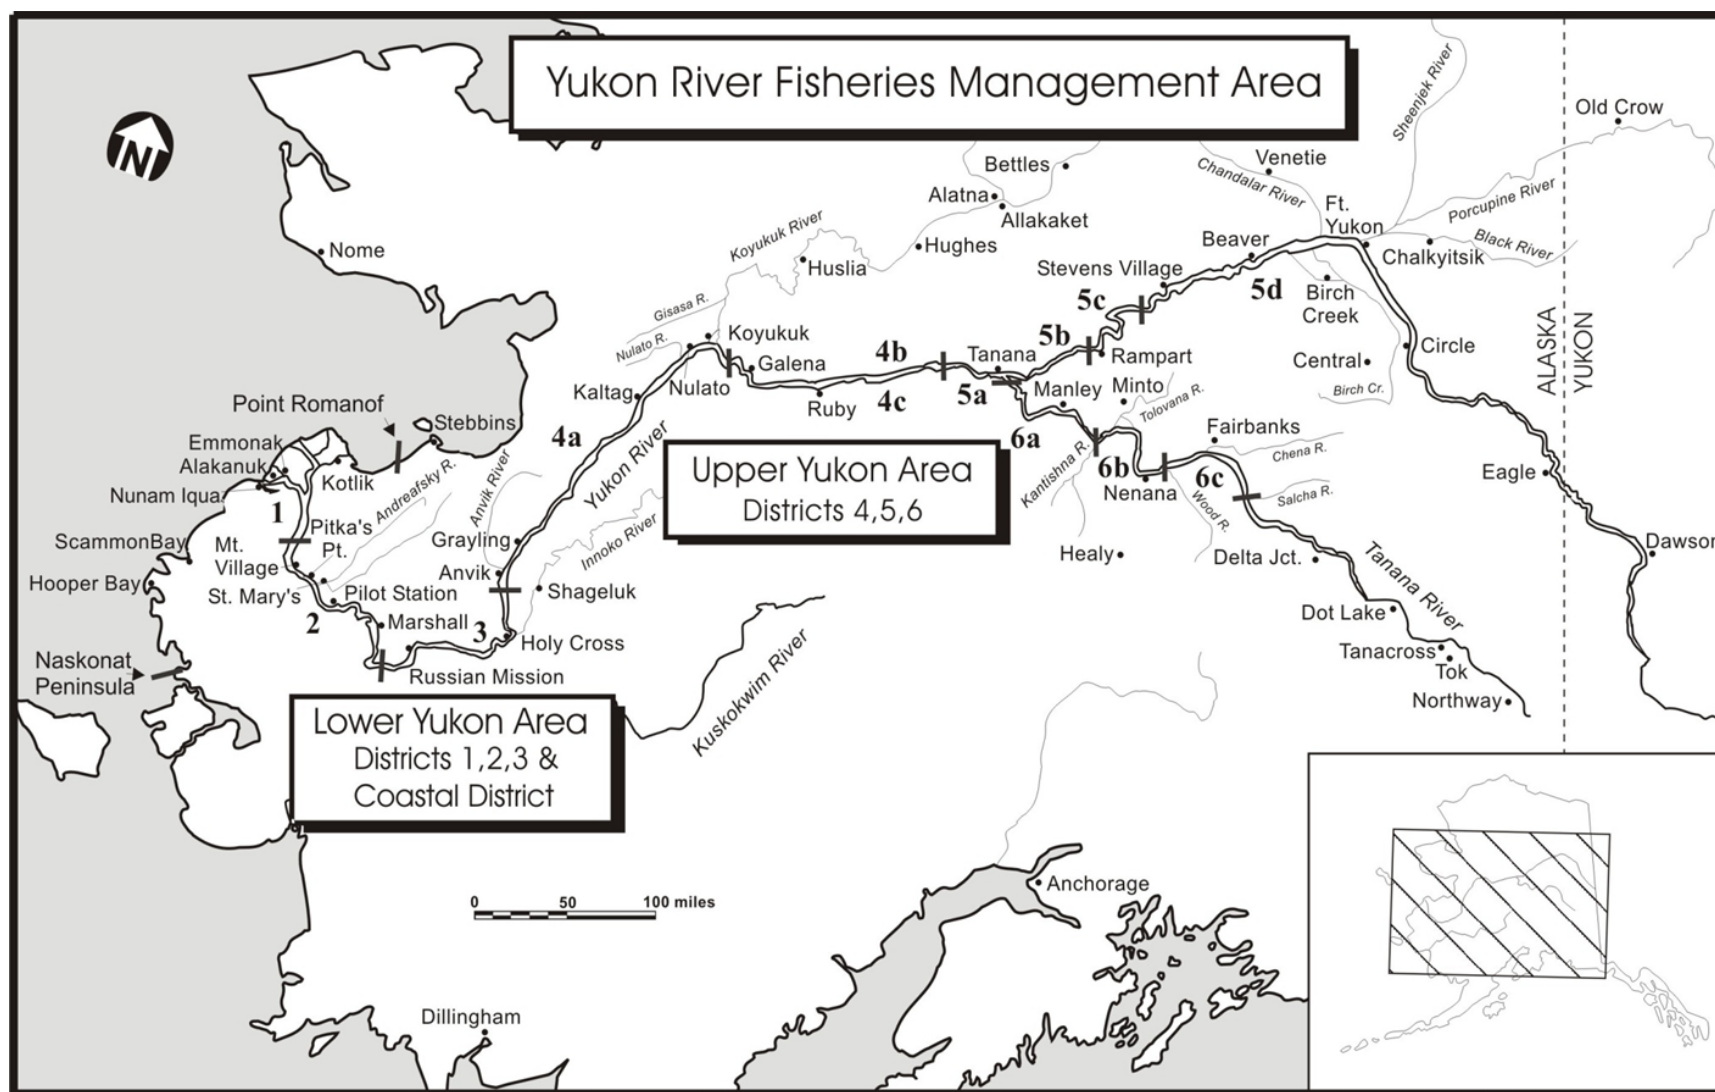 Yukon River Fisheries Management Area
N
Sheenjek River
Old Crow
Venetie
Chandalar River
Bettles
Alatna
Allakaket
Ft.
Yukon
Porcupine River
Black River
Chalkyitsik
Koyukuk River
Hughes
Huslia
Beaver
Nome
Stevens Village
5d
Birch
Creek
5c
Gisasa R.
Koyukuk
Nulato R.
Nulato
Galena
4b
Tanana
5b
Rampart
Central
Circle
ALASKA
YUKON
Kaltag
Ruby
4c
5a
Manley
Minto
Tolovana R.
Birch Cr.
Point Romanof
Stebbins
4a
Yukon River
6a
Fairbanks
Chena R.
Emmonak
Alakanuk
Nunam Iqua
Kotlik
Andreafsky R.
Anvik River
Upper Yukon Area
Districts 4,5,6
Kantishna R.
6b
Nenana
6c
Wood R.
Salcha R.
Eagle
1
Pitka's
Pt.
Scammon Bay
Mt.
Village
Hooper Bay
St. Mary's
Pilot Station
2
Grayling
Innoko River
Anvik
Shageluk
Healy
Delta Jct.
Tanana River
Dawson
Marshall
3
Holy Cross
Dot Lake
Naskonat
Peninsula
Russian Mission
Kuskokwim River
Tanacross
Tok
Northway
Lower Yukon Area
Districts 1,2,3 &
Coastal District
Anchorage
0 50 100 miles
Dillingham